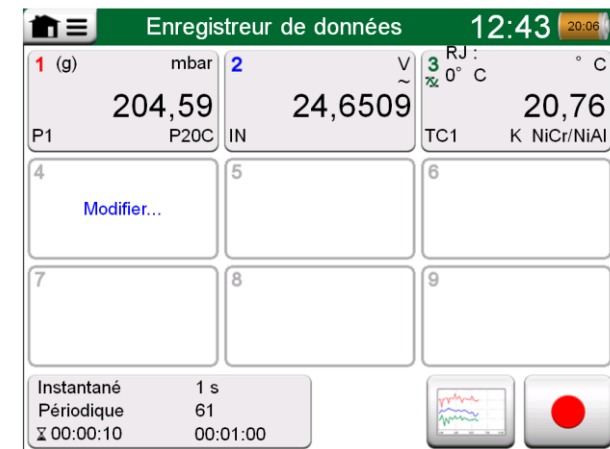 Enregistreur de données 12:43 20:06
1 (g) mbar
204,59
P1 P20C
2 V
~
24,6509
IN
3 RJ : ° C
0° C
20,76
TC1 K NiCr/NiAl
4 5 6
Modifier...
7 8 9
Instantané 1 s
Périodique 61
00:00:10 00:01:00